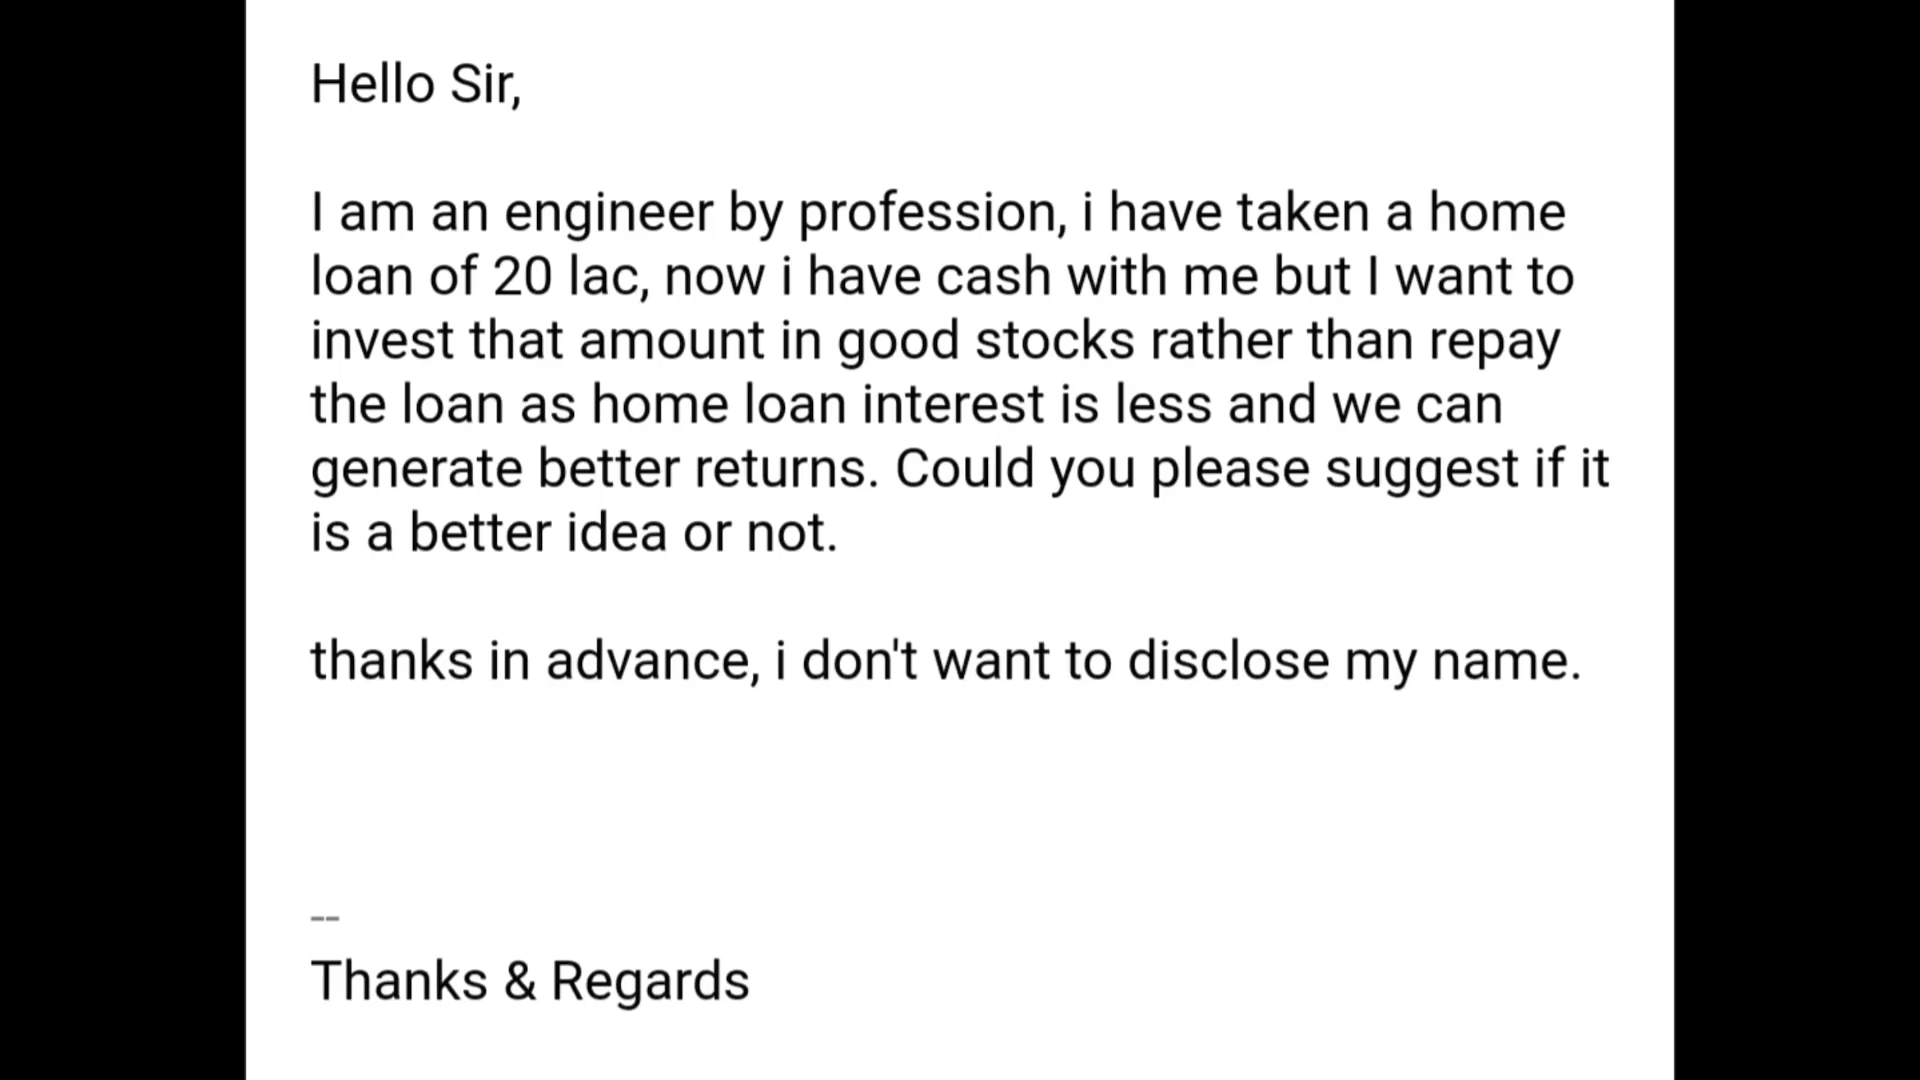 Hello Sir,
I am an engineer by profession, i have taken a home
loan of 20 lac, now i have cash with me but I want to
invest that amount in good stocks rather than repay
the loan as home loan interest is less and we can
generate better returns. Could you please suggest if it
is a better idea or not.
thanks in advance, i don't want to disclose my name.
--
Thanks & Regards